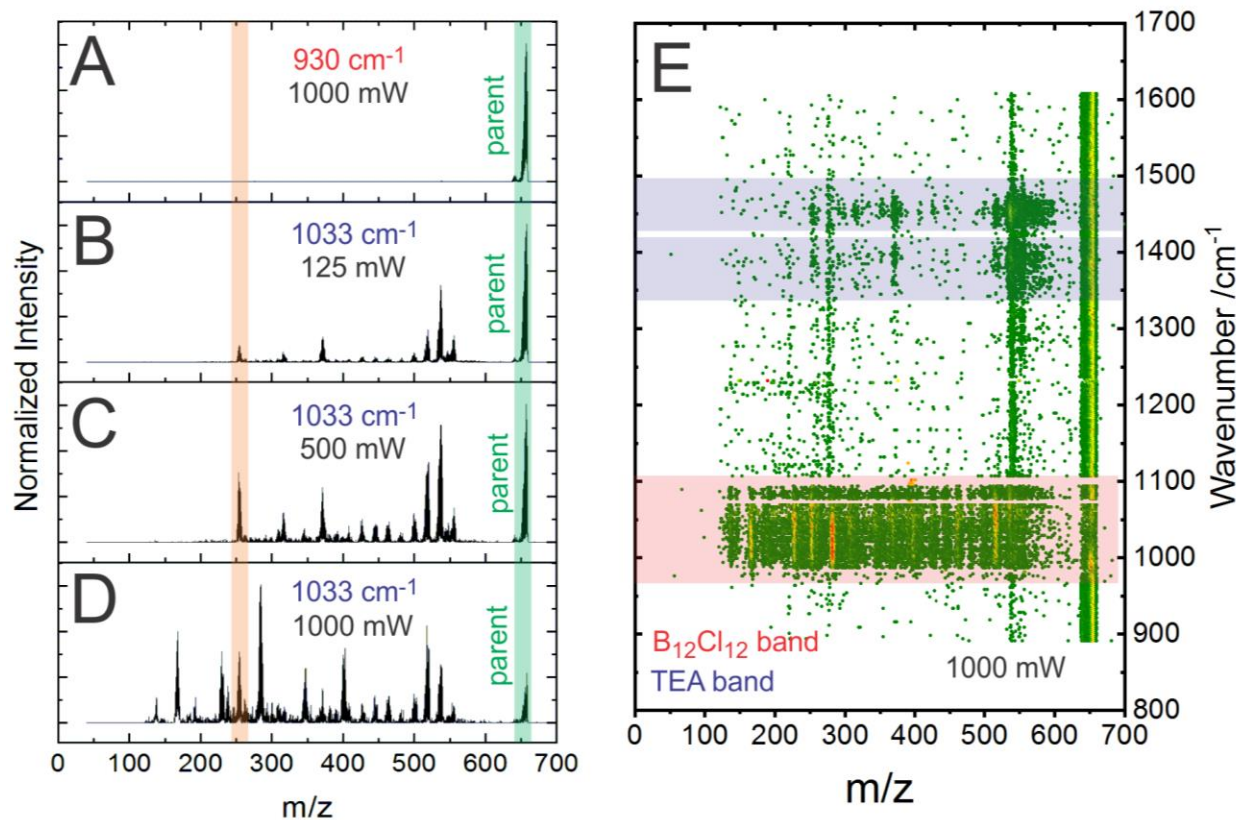 A
930 cm-1
1000 mW
parent
B
1033 cm-1
125 mW
parent
C
1033 cm-1
500 mW
parent
D
1033 cm-1
1000 mW
parent
Normalized Intensity
0 100 200 300 400 500 600 700
m/z
E
1700
1600
1500
1400
1300
1200
1100
1000
900
800
Wavenumber /cm-1
B12Cl12 band
TEA band
1000 mW
0 100 200 300 400 500 600 700
m/z